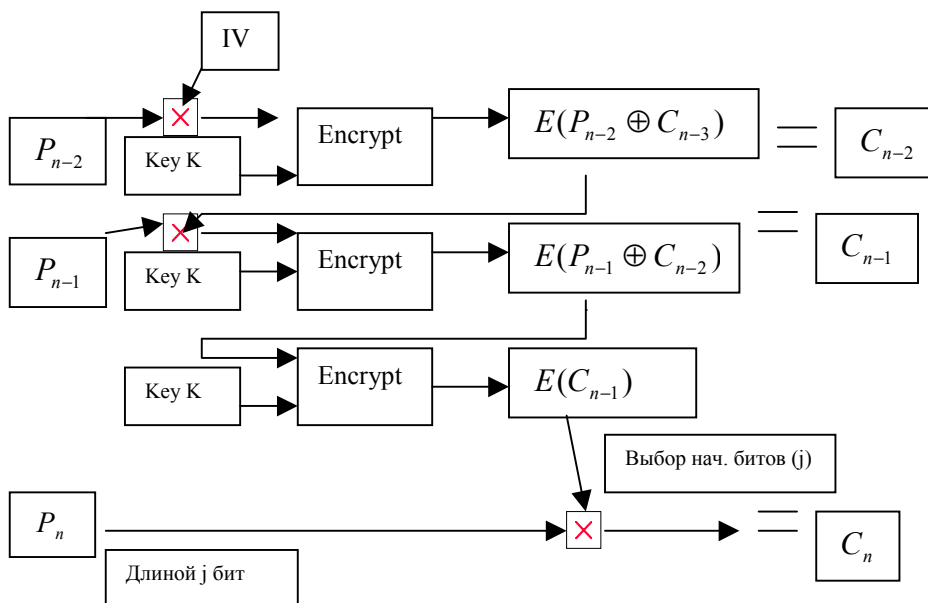 IV
P_{n-2}
Key K
Encrypt
E(P_{n-2} ⊕ C_{n-3})
=
C_{n-2}
P_{n-1}
Key K
Encrypt
E(P_{n-1} ⊕ C_{n-2})
=
C_{n-1}
Key K
Encrypt
E(C_{n-1})
Выбор нач. битов (j)
P_n
=
C_n
Длиной j бит